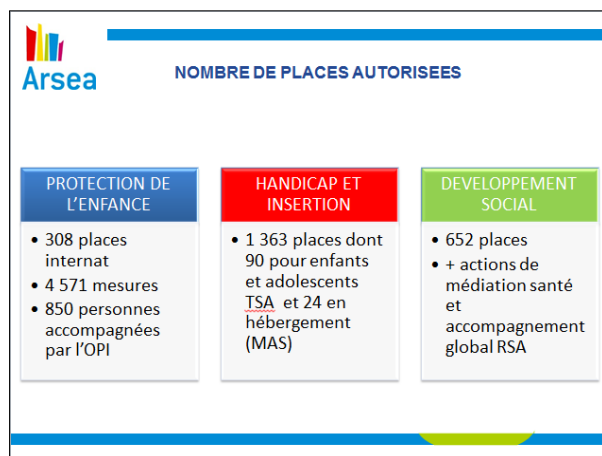 Arsea
NOMBRE DE PLACES AUTORISEES
PROTECTION DE
L'ENFANCE
• 308 places
internat
• 4 571 mesures
• 850 personnes
accompagnées
par l'OPI
HANDICAP ET
INSERTION
• 1 363 places dont
90 pour enfants
et adolescents
TSA et 24 en
hébergement
(MAS)
DEVELOPPEMENT
SOCIAL
• 652 places
• + actions de
médiation santé
et
accompagnement
global RSA